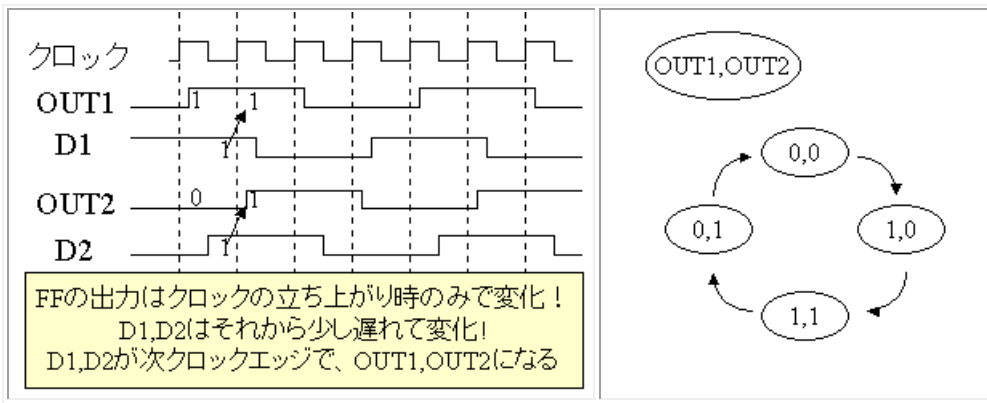 クロック
OUT1 1 1
D1 1
OUT2 0 1
D2 1
FFの出力はクロックの立ち上がり時のみで変化!
D1,D2はそれから少し遅れて変化!
D1,D2が次クロックエッジで、OUT1,OUT2になる
OUT1,OUT2
0,0
0,1
1,0
1,1